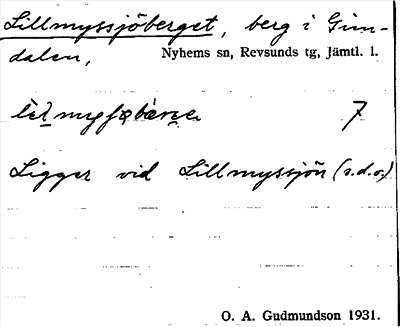 Lillmyssjöberget, berg i Gim-
dalen, Nyhems sn, Revsunds tg, Jämtl. l.
7
Ligger vid Lillmyssjön (s.d.o.)
O. A. Gudmundson 1931.